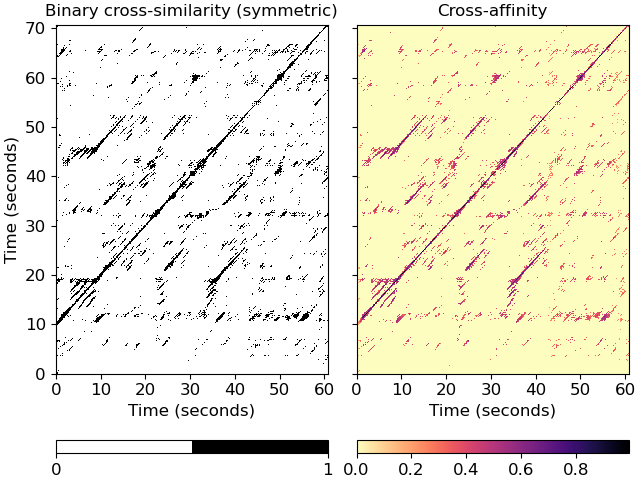 Binary cross-similarity (symmetric)
Cross-affinity
70
60
50
40
30
20
10
0
Time (seconds)
0 10 20 30 40 50 60
0 10 20 30 40 50 60
Time (seconds)
Time (seconds)
0 1
0.0 0.2 0.4 0.6 0.8